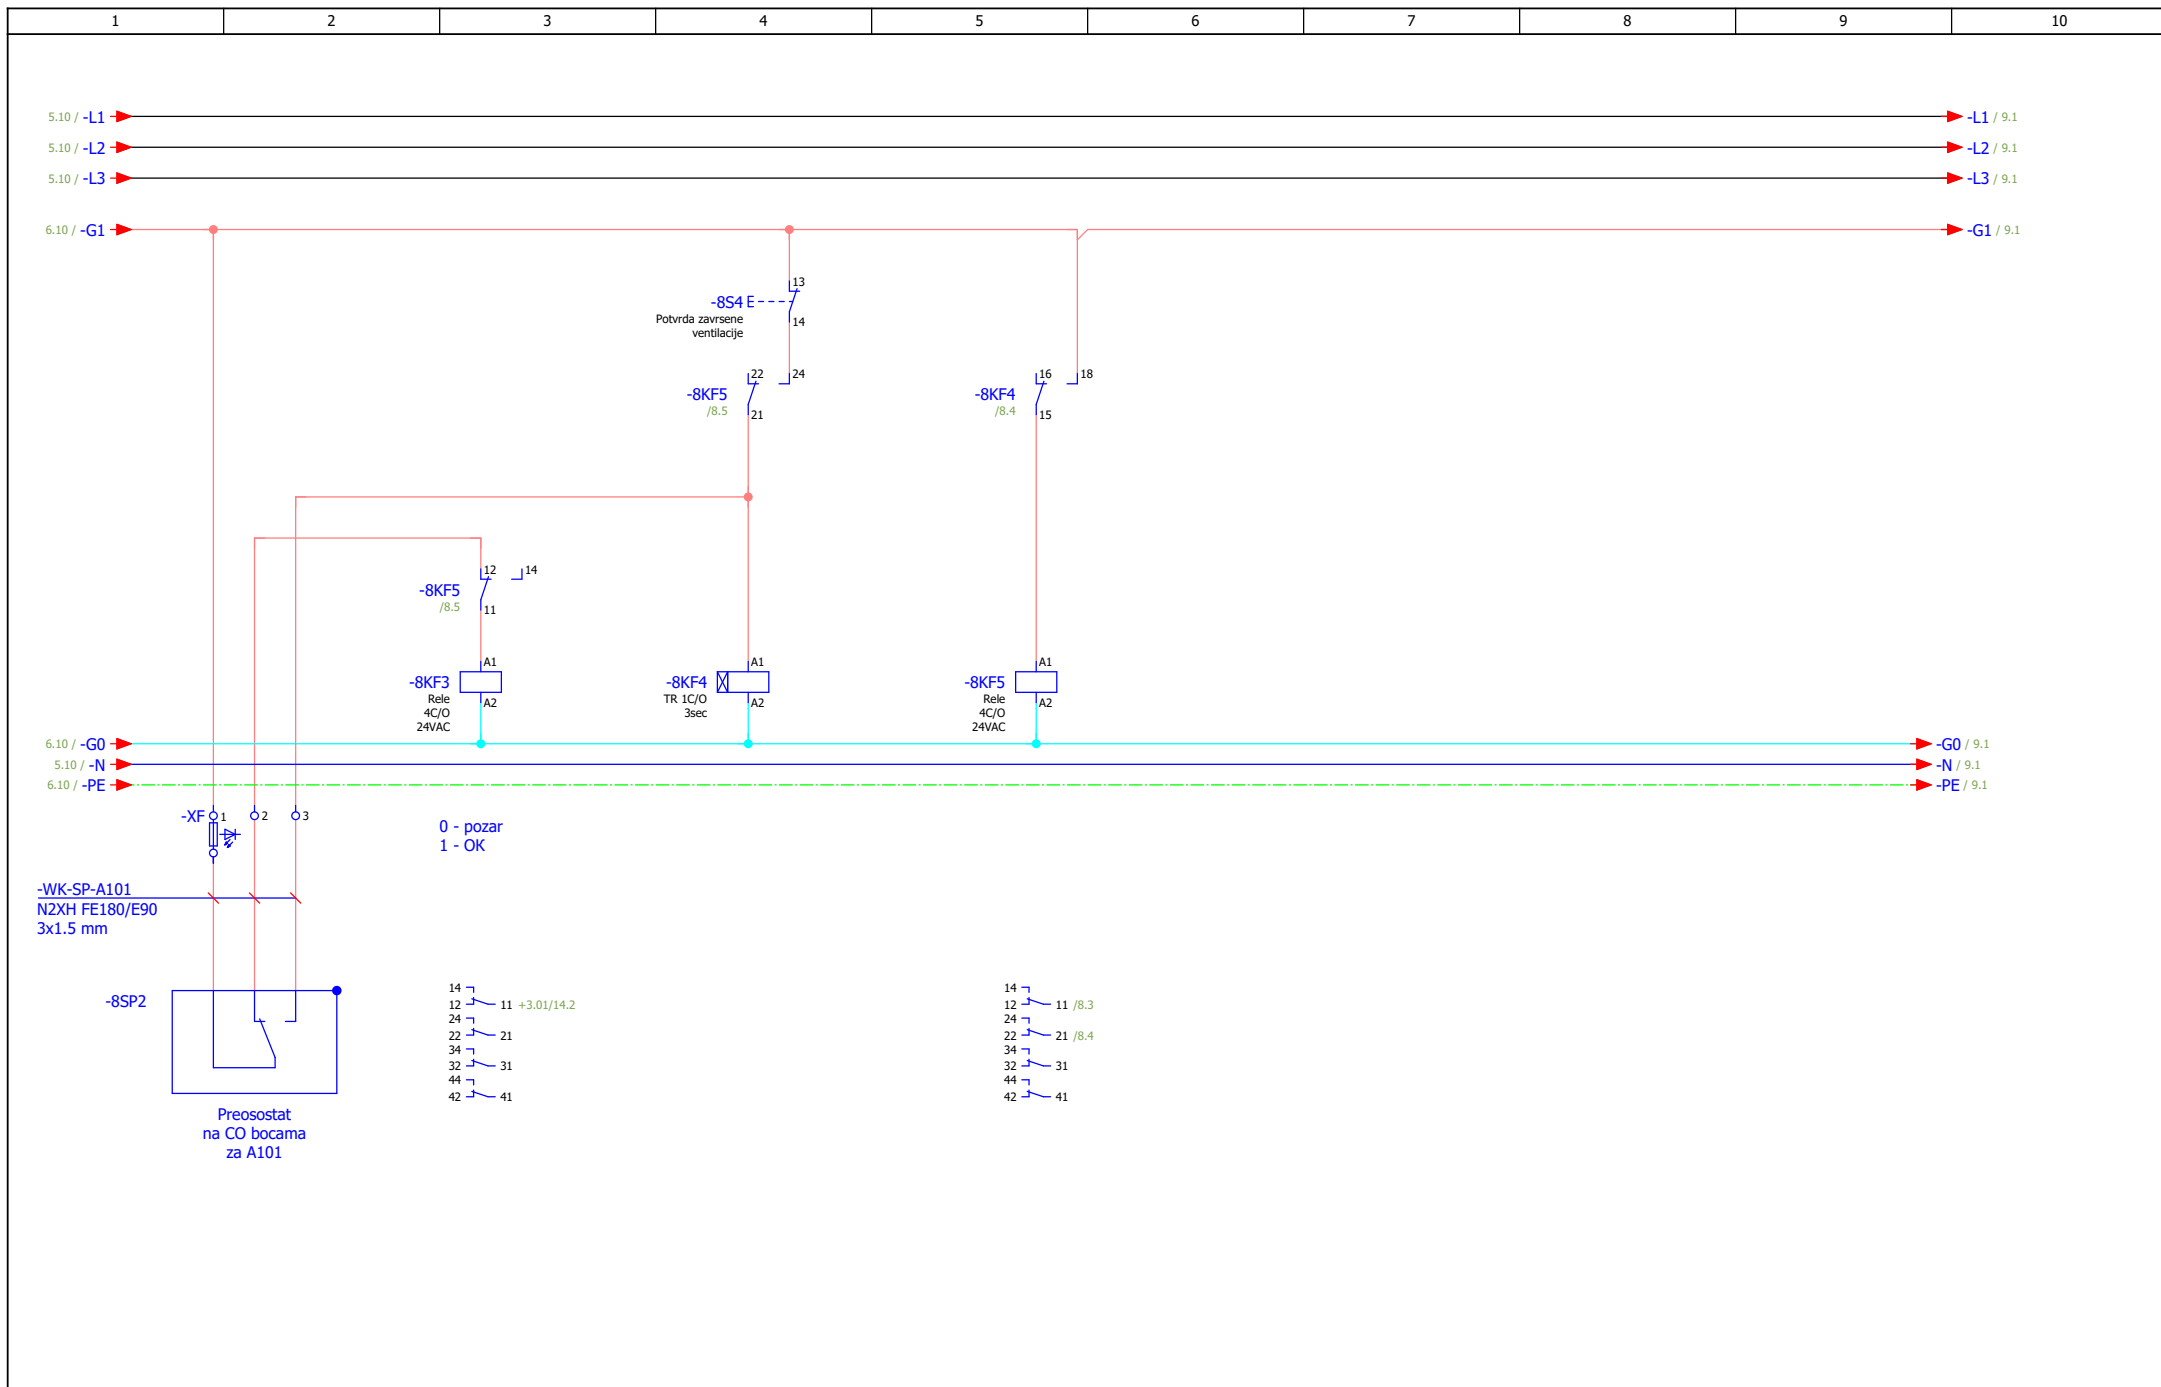 1 2 3 4 5 6 7 8 9 10
5.10 / -L1 -L1 / 9.1
5.10 / -L2 -L2 / 9.1
5.10 / -L3 -L3 / 9.1
6.10 / -G1 -G1 / 9.1
13
-8S4 E
Potvrda zavrsene
14
ventilacije
22 24 16 18
-8KF5 -8KF4
/8.5 21 /8.4 15
12 14
-8KF5
/8.5 11
A1 A1 A1
-8KF3 -8KF4 -8KF5
Rele A2 TR 1C/O A2 Rele A2
4C/O 3sec 4C/O
24VAC 24VAC
6.10 / -G0 -G0 / 9.1
5.10 / -N -N / 9.1
6.10 / -PE -PE / 9.1
-XF 1 2 3
0 - pozar
1 - OK
-WK-SP-A101
N2XH FE180/E90
3x1.5 mm
-8SP2
14 14
12 11 +3.01/14.2 12 11 /8.3
24 24
22 21 22 21 /8.4
34 34
32 31 32 31
44 44
42 41 42 41
Preosostat
na CO bocama
za A101